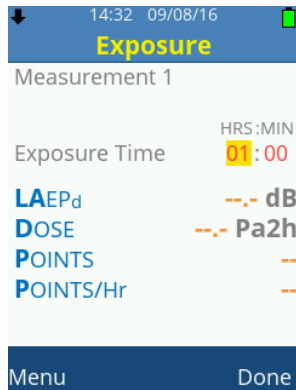 14:32 09/08/16
Exposure
Measurement 1
HRS:MIN
Exposure Time 01:00
LAEPd --.- dB
DOSE --.- Pa2h
POINTS --
POINTS/Hr --
Menu Done